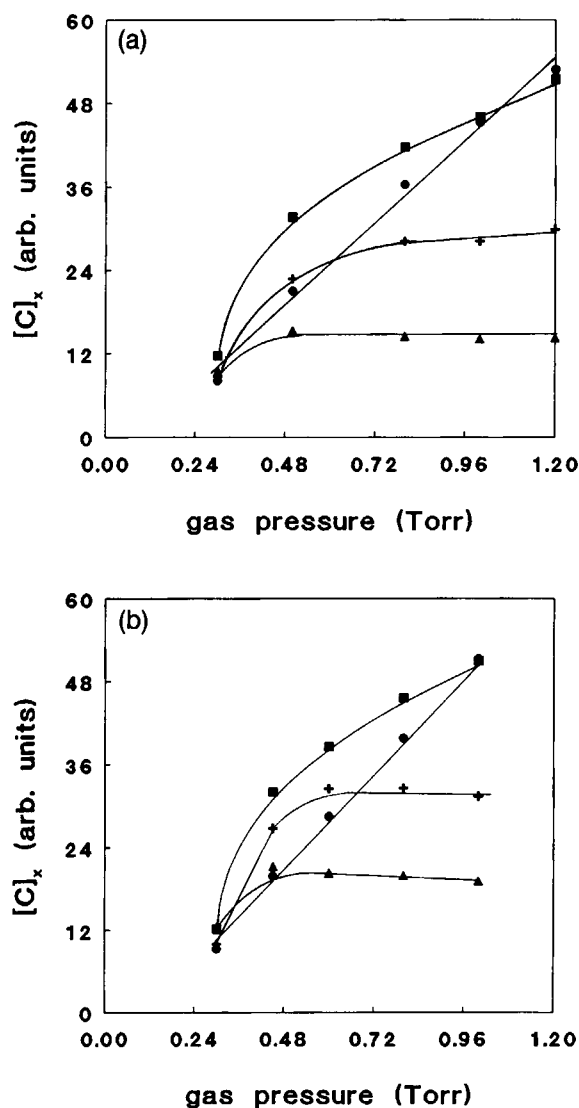 (a)
60
48
36
24
12
0
[C]ₓ (arb. units)
0.00 0.24 0.48 0.72 0.96 1.20
gas pressure (Torr)
(b)
60
48
36
24
12
0
[C]ₓ (arb. units)
0.00 0.24 0.48 0.72 0.96 1.20
gas pressure (Torr)